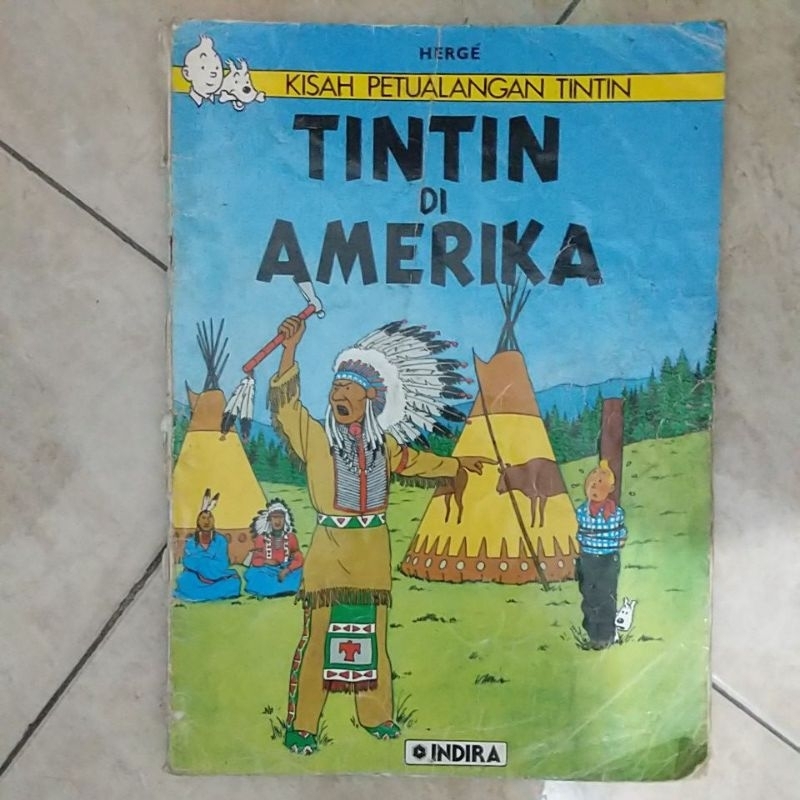 HERGÉ
KISAH PETUALANGAN TINTIN
TINTIN
DI
AMERIKA
INDIRA